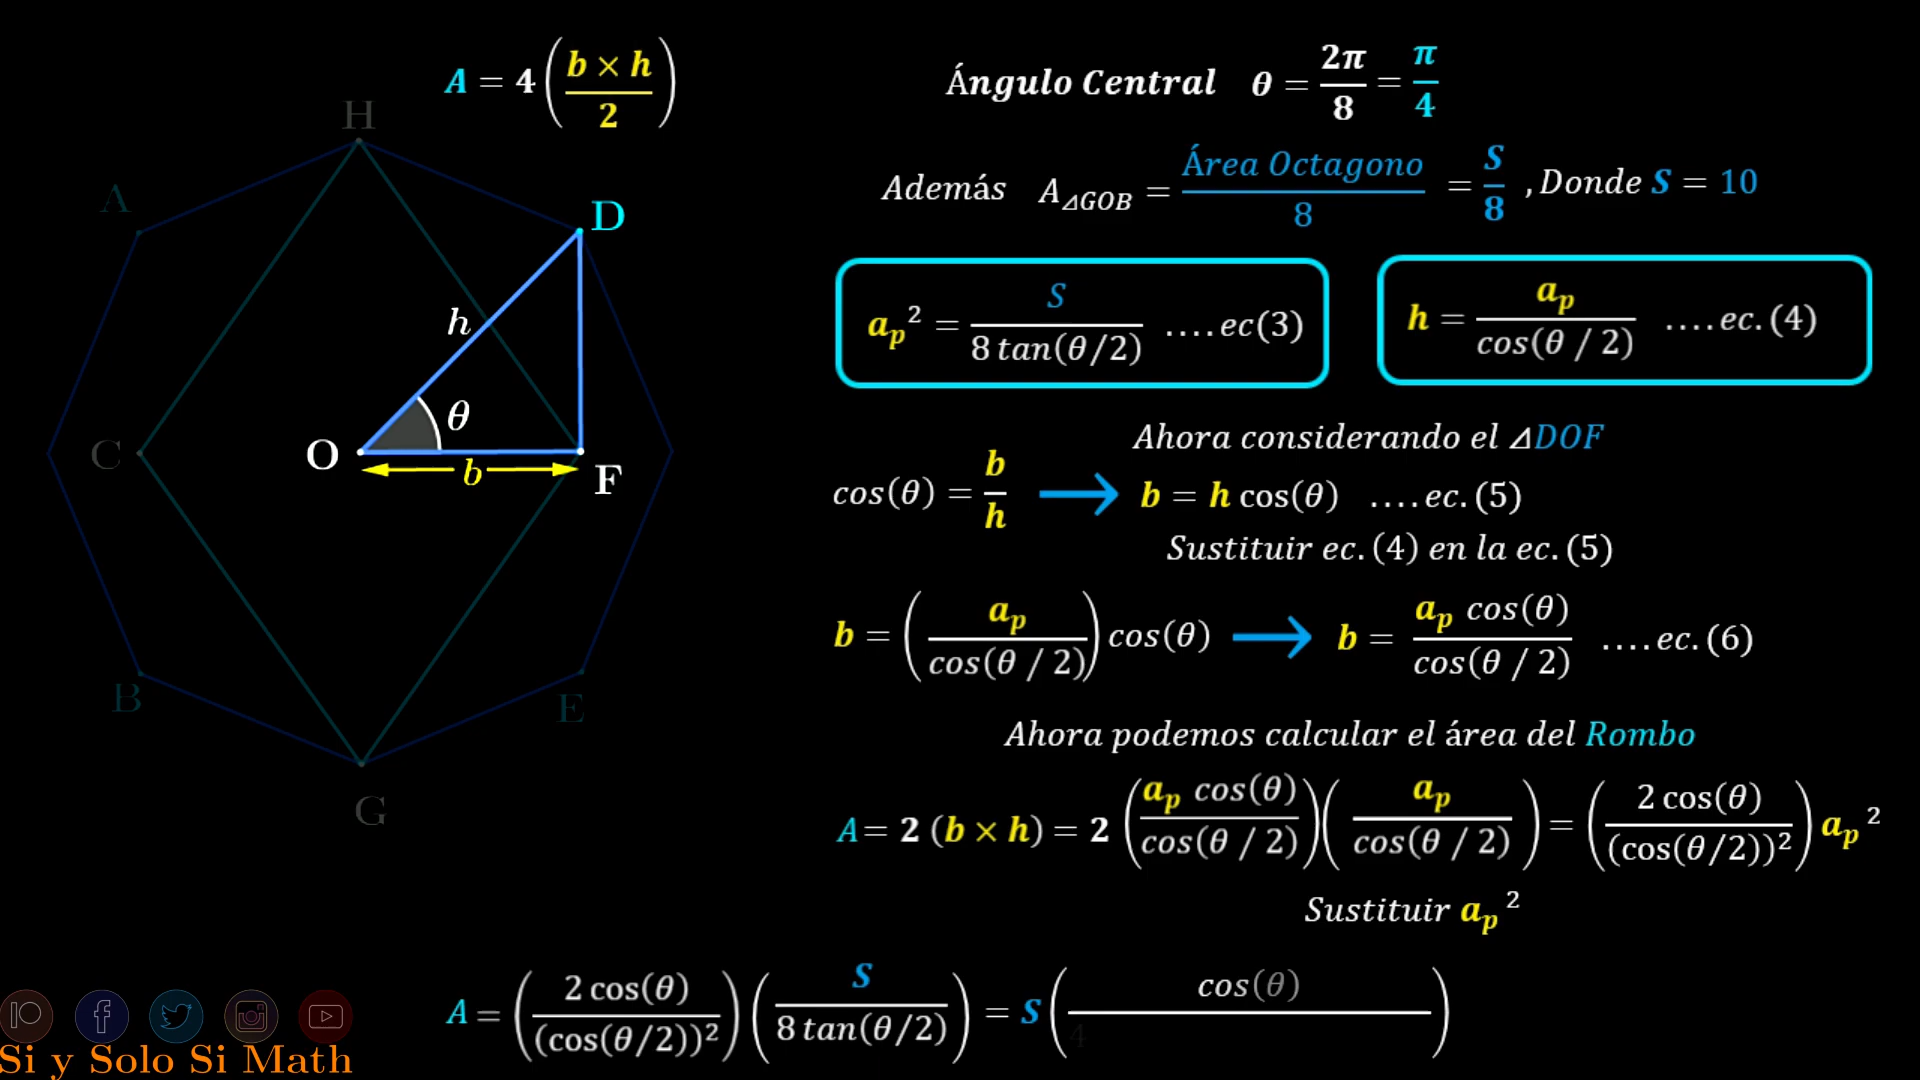 A = 4 (b × h / 2)
H
A
D
h
θ
C
O
b
F
B
E
G
Ángulo Central θ = 2π/8 = π/4
Además A⊿GOB = Área Octagono / 8 = S/8 , Donde S = 10
aₚ² = S / 8 tan(θ/2) ....ec(3)
h = aₚ / cos(θ / 2) ....ec.(4)
Ahora considerando el ⊿DOF
cos(θ) = b/h → b = h cos(θ) ....ec.(5)
Sustituir ec.(4) en la ec.(5)
b = (aₚ / cos(θ / 2)) cos(θ) → b = aₚ cos(θ) / cos(θ / 2) ....ec.(6)
Ahora podemos calcular el área del Rombo
A = 2 (b × h) = 2 (aₚ cos(θ) / cos(θ / 2)) (aₚ / cos(θ / 2)) = (2 cos(θ) / (cos(θ/2))²) aₚ²
Sustituir aₚ²
A = (2 cos(θ) / (cos(θ/2))²) (S / 8 tan(θ/2)) = S (cos(θ) / 4)
Si y Solo Si Math